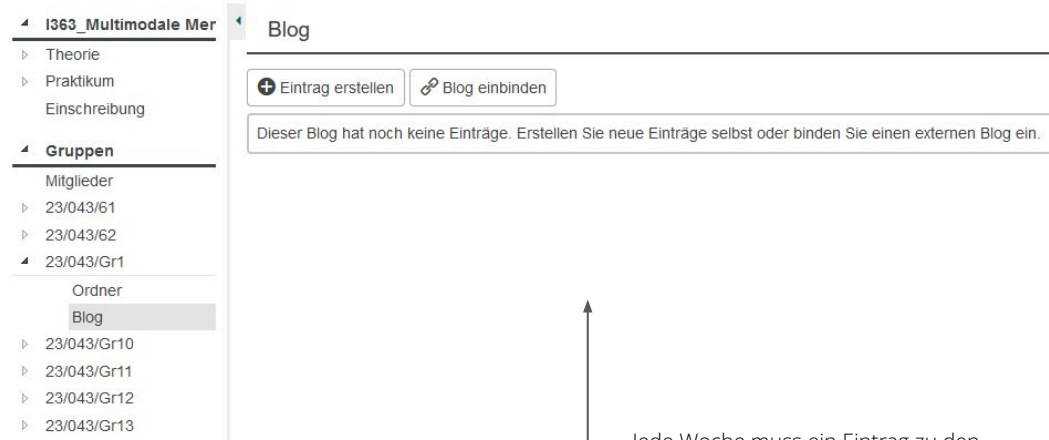 I363_Multimodale Mer
Theorie
Praktikum
Einschreibung
Gruppen
Mitglieder
23/043/61
23/043/62
23/043/Gr1
Ordner
Blog
23/043/Gr10
23/043/Gr11
23/043/Gr12
23/043/Gr13
Blog
Eintrag erstellen
Blog einbinden
Dieser Blog hat noch keine Einträge. Erstellen Sie neue Einträge selbst oder binden Sie einen externen Blog ein.
Jede Woche muss ein Eintrag zu den